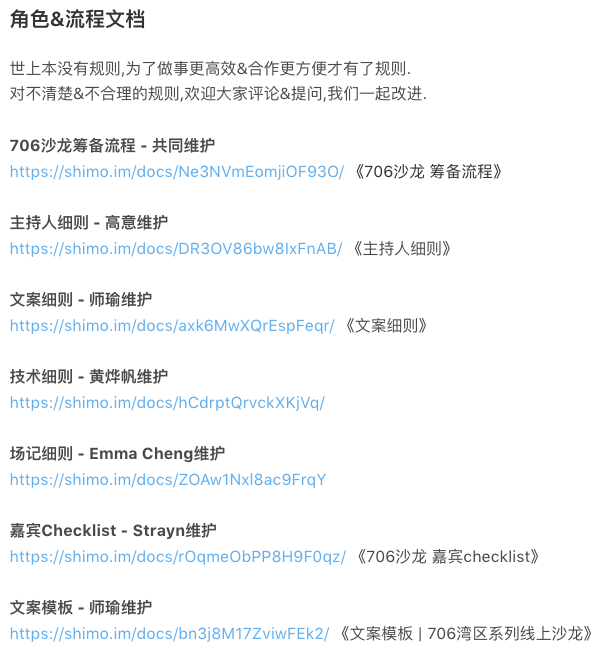 角色&流程文档
世上本没有规则,为了做事更高效&合作更方便才有了规则.
对不清楚&不合理的规则,欢迎大家评论&提问,我们一起改进.
706沙龙筹备流程 - 共同维护
https://shimo.im/docs/Ne3NVmEomjiOF93O/ 《706沙龙 筹备流程》
主持人细则 - 高意维护
https://shimo.im/docs/DR3OV86bw8IxFnAB/ 《主持人细则》
文案细则 - 师瑜维护
https://shimo.im/docs/axk6MwXQrEspFeqr/ 《文案细则》
技术细则 - 黄烨帆维护
https://shimo.im/docs/hCdrptQrvckXKjVq/
场记细则 - Emma Cheng维护
https://shimo.im/docs/ZOAw1Nxl8ac9FrqY
嘉宾Checklist - Strayn维护
https://shimo.im/docs/rOqmeObPP8H9F0qz/ 《706沙龙 嘉宾checklist》
文案模板 - 师瑜维护
https://shimo.im/docs/bn3j8M17ZviwFEk2/ 《文案模板 | 706湾区系列线上沙龙》